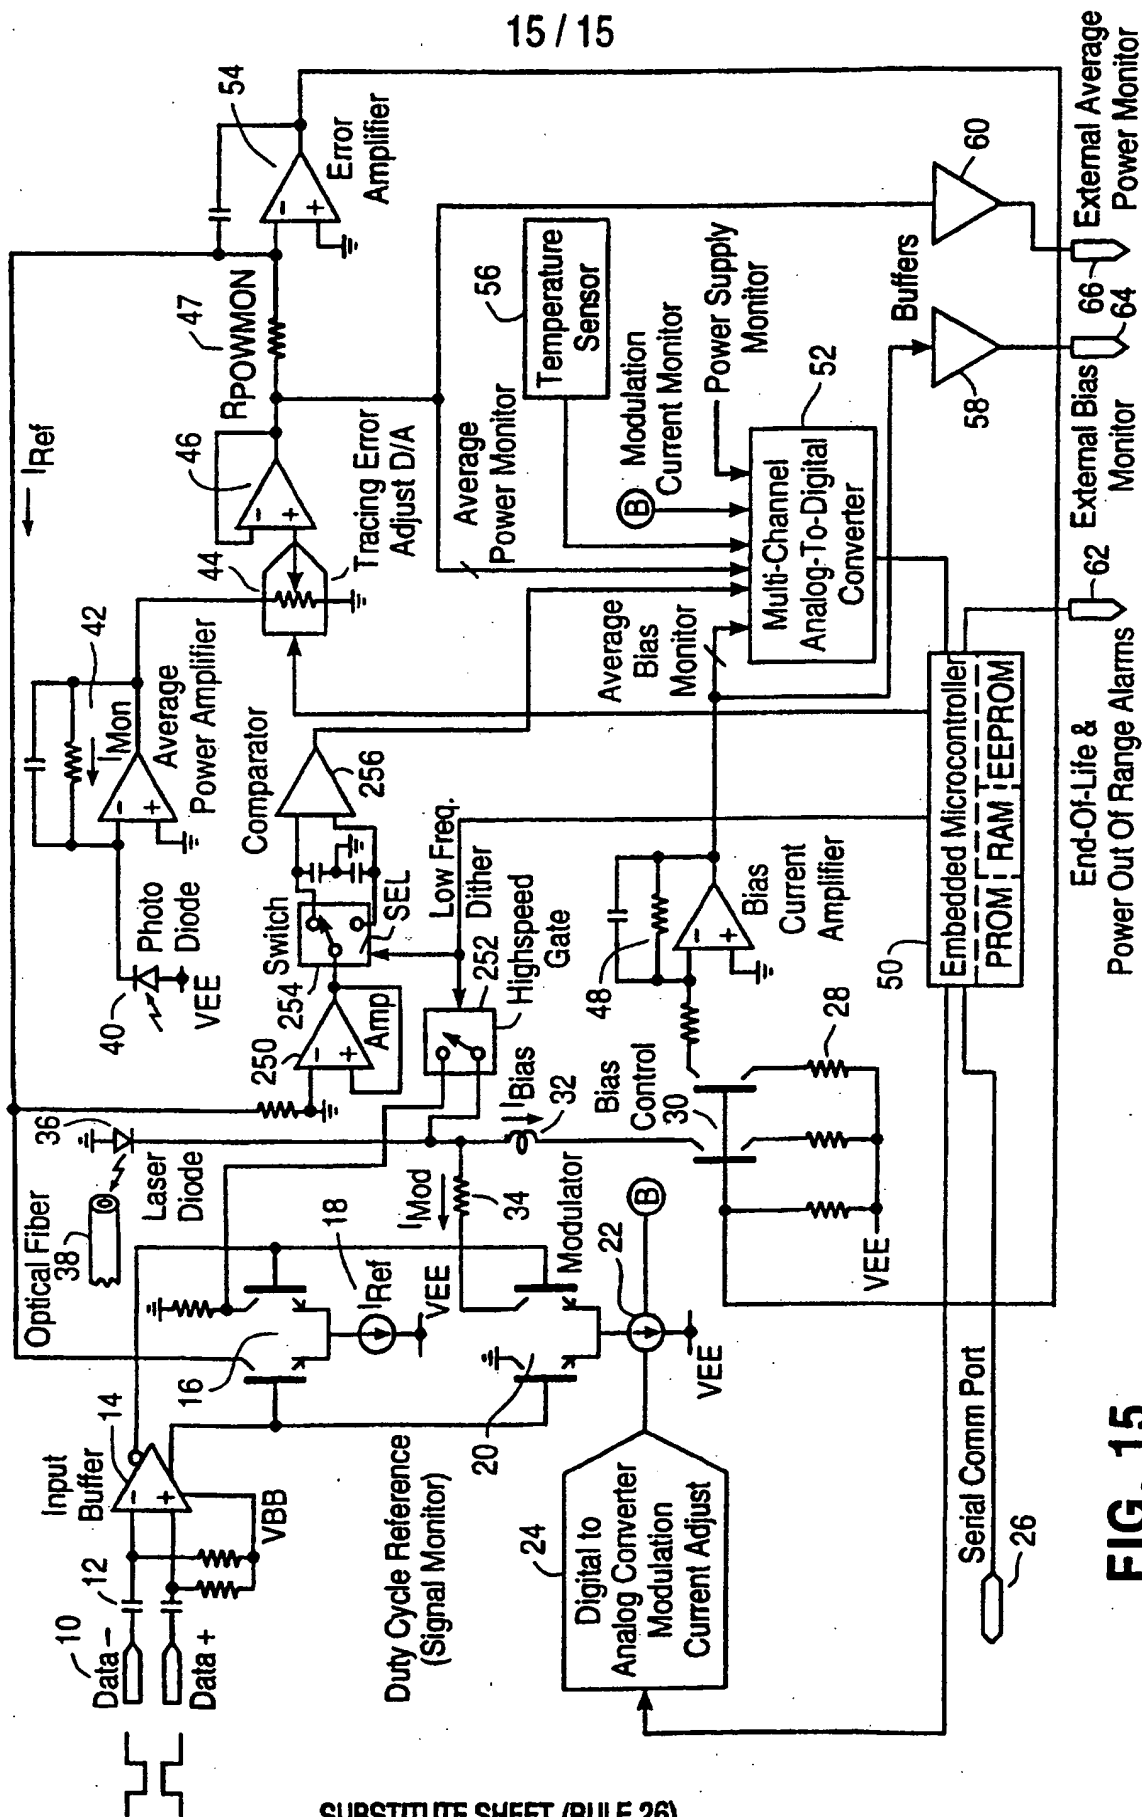 15 / 15
Data –
10
12
Data +
Input
Buffer
14
VBB
Optical Fiber
38
Laser
Diode
36
IRef
40
Photo
Diode
VEE
IMon
42
Average
Power Amplifier
44
46
Tracing Error
Adjust D/A
RPOWMON
47
54
Error
Amplifier
Duty Cycle Reference
(Signal Monitor)
16
18
IRef
VEE
IMod
34
20
Modulator
22
VEE
B
250
Amp
254
Switch
SEL
Comparator
256
Low Freq.
Dither
252
Highspeed
Gate
IBias
32
Bias
Control
30
28
VEE
48
Bias
Current
Amplifier
Average
Power Monitor
56
Temperature
Sensor
B
Modulation
Current Monitor
Power Supply
Monitor
Average
Bias
Monitor
52
Multi-Channel
Analog-To-Digital
Converter
Buffers
58
60
24
Digital to
Analog Converter
Modulation
Current Adjust
50
Embedded Microcontroller
PROM RAM EEPROM
Serial Comm Port
26
End-Of-Life &
Power Out Of Range Alarms
62
External Bias
Monitor
64
External Average
Power Monitor
66
FIG. 15
SUBSTITUTE SHEET (RULE 26)